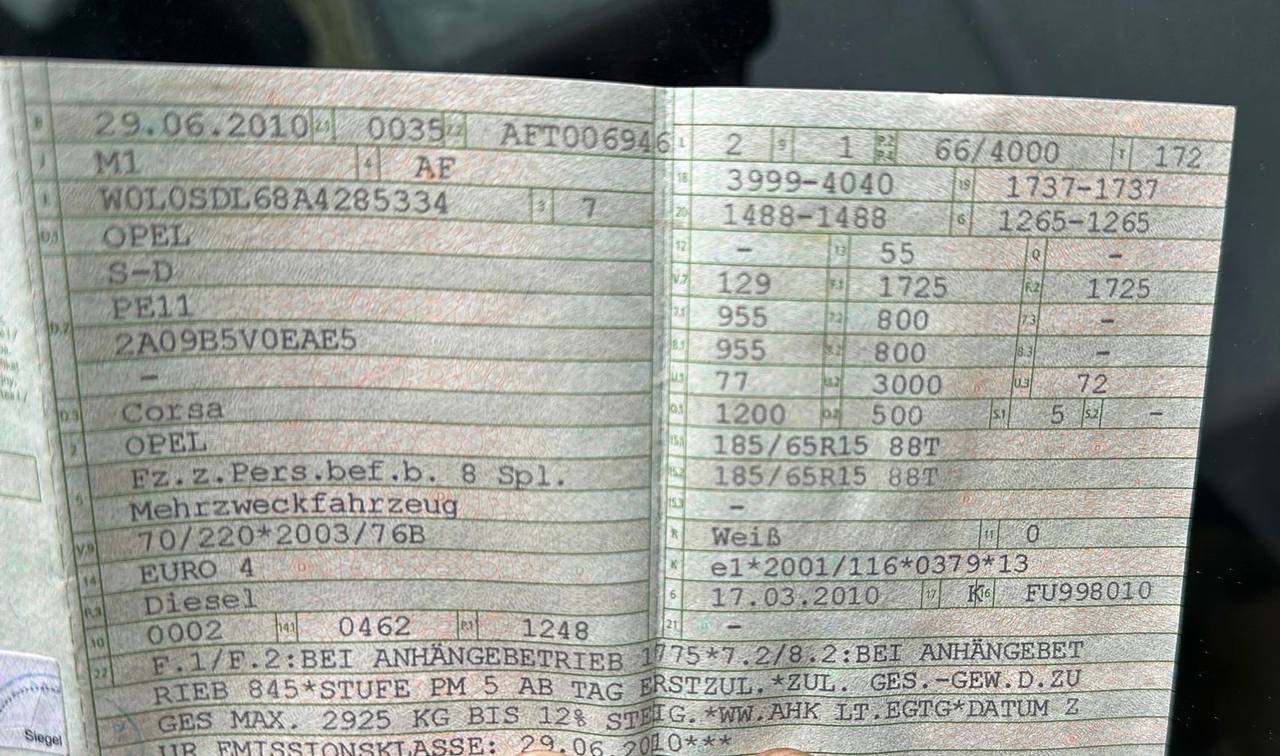 B 29.06.2010 2.1 0035 2.2 AFT006946
J M1 4 AF
E W0L0SDL68A4285334 3 7
D.1 OPEL
S-D
PE11
D.2 2A09B5V0EAE5
–
D.3 Corsa
2 OPEL
Fz.z.Pers.bef.b. 8 Spl.
5 Mehrzweckfahrzeug
V.9 70/220*2003/76B
14 EURO 4
P.3 Diesel
10 0002 14.1 0462 P.1 1248
L 2 9 1 P.2 P.4 66/4000 T 172
18 3999-4040 19 1737-1737
20 1488-1488 G 1265-1265
12 – 13 55 Q –
V.7 129 F.1 1725 F.2 1725
7.1 955 7.2 800 7.3 –
8.1 955 8.2 800 8.3 –
U.1 77 U.2 3000 U.3 72
O.1 1200 O.2 500 S.1 5 S.2 –
15.1 185/65R15 88T
15.2 185/65R15 88T
15.3 –
R Weiß 11 0
K e1*2001/116*0379*13
6 17.03.2010 17 K 16 FU998010
21 –
22 F.1/F.2:BEI ANHÄNGEBETRIEB 1775*7.2/8.2:BEI ANHÄNGEBET
RIEB 845*STUFE PM 5 AB TAG ERSTZUL.*ZUL. GES.-GEW.D.ZU
GES MAX. 2925 KG BIS 12% STEIG.*WW.AHK LT.EGTG*DATUM Z
UR EMISSIONSKLASSE: 29.06.2010***
Siegel